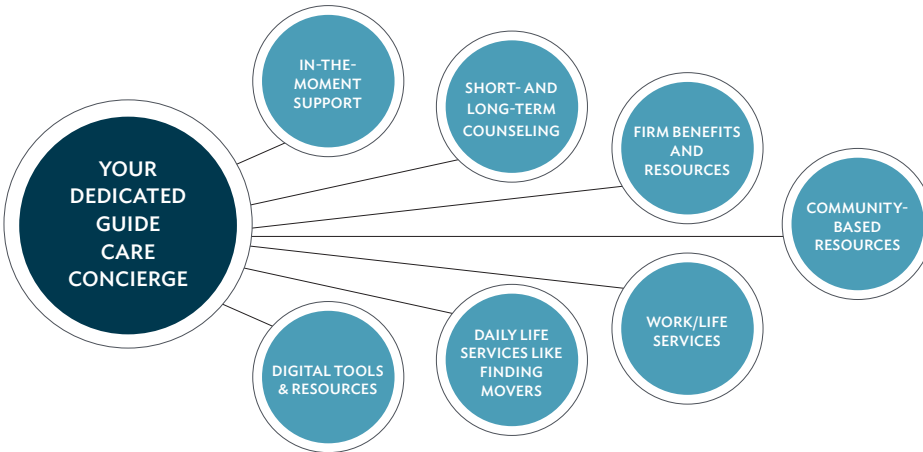 YOUR
DEDICATED
GUIDE
CARE
CONCIERGE
IN-THE-
MOMENT
SUPPORT
SHORT- AND
LONG-TERM
COUNSELING
FIRM BENEFITS
AND
RESOURCES
COMMUNITY-
BASED
RESOURCES
WORK/LIFE
SERVICES
DAILY LIFE
SERVICES LIKE
FINDING
MOVERS
DIGITAL TOOLS
& RESOURCES